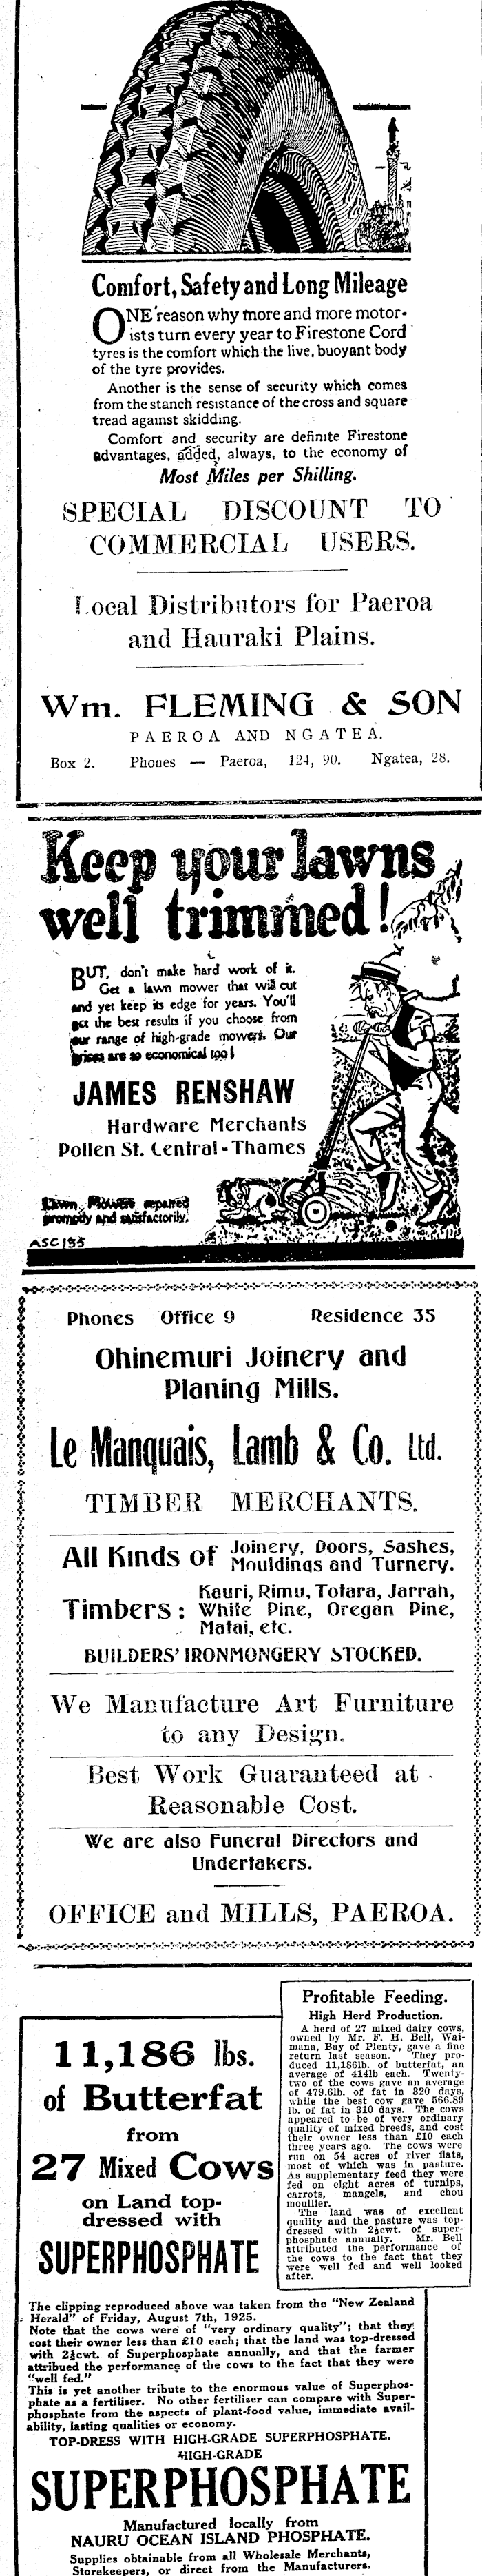 Comfort, Safety and Long Mileage
ONE reason why more and more motor-
ists turn every year to Firestone Cord
tyres is the comfort which the live, buoyant body
of the tyre provides.
Another is the sense of security which comes
from the stanch resistance of the cross and square
tread against skidding.
Comfort and security are definite Firestone
advantages, added, always, to the economy of
Most Miles per Shilling.
SPECIAL DISCOUNT TO
COMMERCIAL USERS.
Local Distributors for Paeroa
and Hauraki Plains.
Wm. FLEMING & SON
PAEROA AND NGATEA.
Box 2. Phones — Paeroa, 124, 90. Ngatea, 28.
Keep your lawns
well trimmed!
BUT, don't make hard work of it.
Get a lawn mower that will cut
and yet keep its edge for years. You'll
get the best results if you choose from
our range of high-grade mowers. Our
prices are so economical too!
JAMES RENSHAW
Hardware Merchants
Pollen St. Central - Thames
Lawn Mowers repaired
promptly and satisfactorily.
ASC 195
Phones Office 9 Residence 35
Ohinemuri Joinery and
Planing Mills.
Le Manquais, Lamb & Co. Ltd.
TIMBER MERCHANTS.
All Kinds of Joinery, Doors, Sashes,
Mouldings and Turnery.
Timbers: Kauri, Rimu, Totara, Jarrah,
White Pine, Oregan Pine,
Matai, etc.
BUILDERS' IRONMONGERY STOCKED.
We Manufacture Art Furniture
to any Design.
Best Work Guaranteed at
Reasonable Cost.
We are also Funeral Directors and
Undertakers.
OFFICE and MILLS, PAEROA.
11,186 lbs.
of Butterfat
from
27 Mixed Cows
on Land top-
dressed with
SUPERPHOSPHATE
Profitable Feeding.
High Herd Production.
A herd of 27 mixed dairy cows,
owned by Mr. F. H. Bell, Wai-
mana, Bay of Plenty, gave a fine
return last season. They pro-
duced 11,186lb. of butterfat, an
average of 414lb each. Twenty-
two of the cows gave an average
of 479.6lb. of fat in 320 days,
while the best cow gave 566.89
lb. of fat in 310 days. The cows
appeared to be of very ordinary
quality of mixed breeds, and cost
their owner less than £10 each
three years ago. The cows were
run on 54 acres of river flats,
most of which was in pasture.
As supplementary feed they were
fed on eight acres of turnips,
carrots, mangels, and chou
moullier.
The land was of excellent
quality and the pasture was top-
dressed with 2½cwt. of super-
phosphate annually. Mr. Bell
attributed the performance of
the cows to the fact that they
were well fed and well looked
after.
The clipping reproduced above was taken from the "New Zealand
Herald" of Friday, August 7th, 1925.
Note that the cows were of "very ordinary quality"; that they
cost their owner less than £10 each; that the land was top-dressed
with 2½cwt. of Superphosphate annually, and that the farmer
attribued the performance of the cows to the fact that they were
"well fed."
This is yet another tribute to the enormous value of Superphos-
phate as a fertiliser. No other fertiliser can compare with Super-
phosphate from the aspects of plant-food value, immediate avail-
ability, lasting qualities or economy.
TOP-DRESS WITH HIGH-GRADE SUPERPHOSPHATE.
HIGH-GRADE
SUPERPHOSPHATE
Manufactured locally from
NAURU OCEAN ISLAND PHOSPHATE.
Supplies obtainable from all Wholesale Merchants,
Storekeepers, or direct from the Manufacturers.